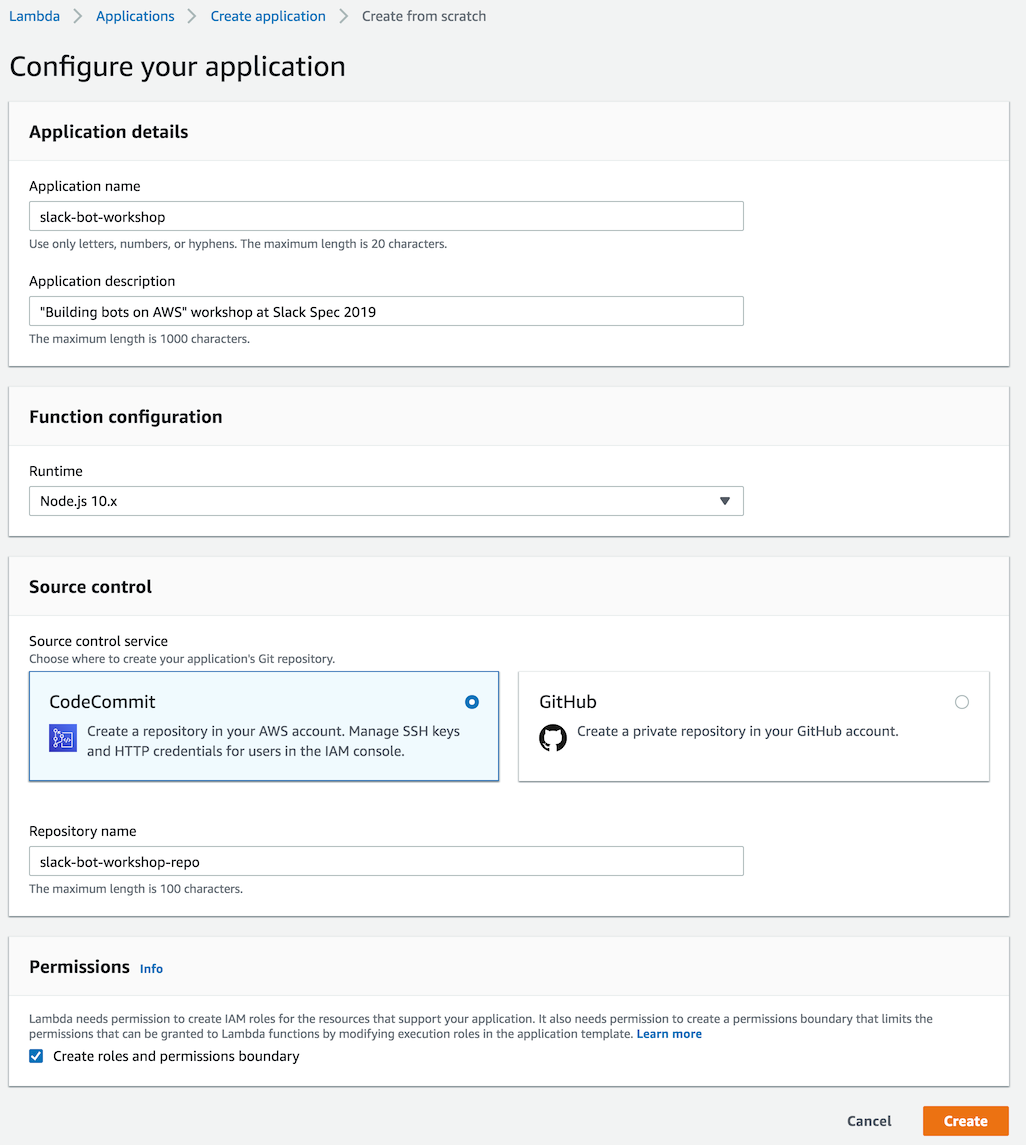 Lambda > Applications > Create application > Create from scratch
Configure your application
Application details
Application name
slack-bot-workshop
Use only letters, numbers, or hyphens. The maximum length is 20 characters.
Application description
"Building bots on AWS" workshop at Slack Spec 2019
The maximum length is 1000 characters.
Function configuration
Runtime
Node.js 10.x
Source control
Source control service
Choose where to create your application's Git repository.
CodeCommit
Create a repository in your AWS account. Manage SSH keys
and HTTP credentials for users in the IAM console.
GitHub
Create a private repository in your GitHub account.
Repository name
slack-bot-workshop-repo
The maximum length is 100 characters.
Permissions Info
Lambda needs permission to create IAM roles for the resources that support your application. It also needs permission to create a permissions boundary that limits the
permissions that can be granted to Lambda functions by modifying execution roles in the application template. Learn more
Create roles and permissions boundary
Cancel Create